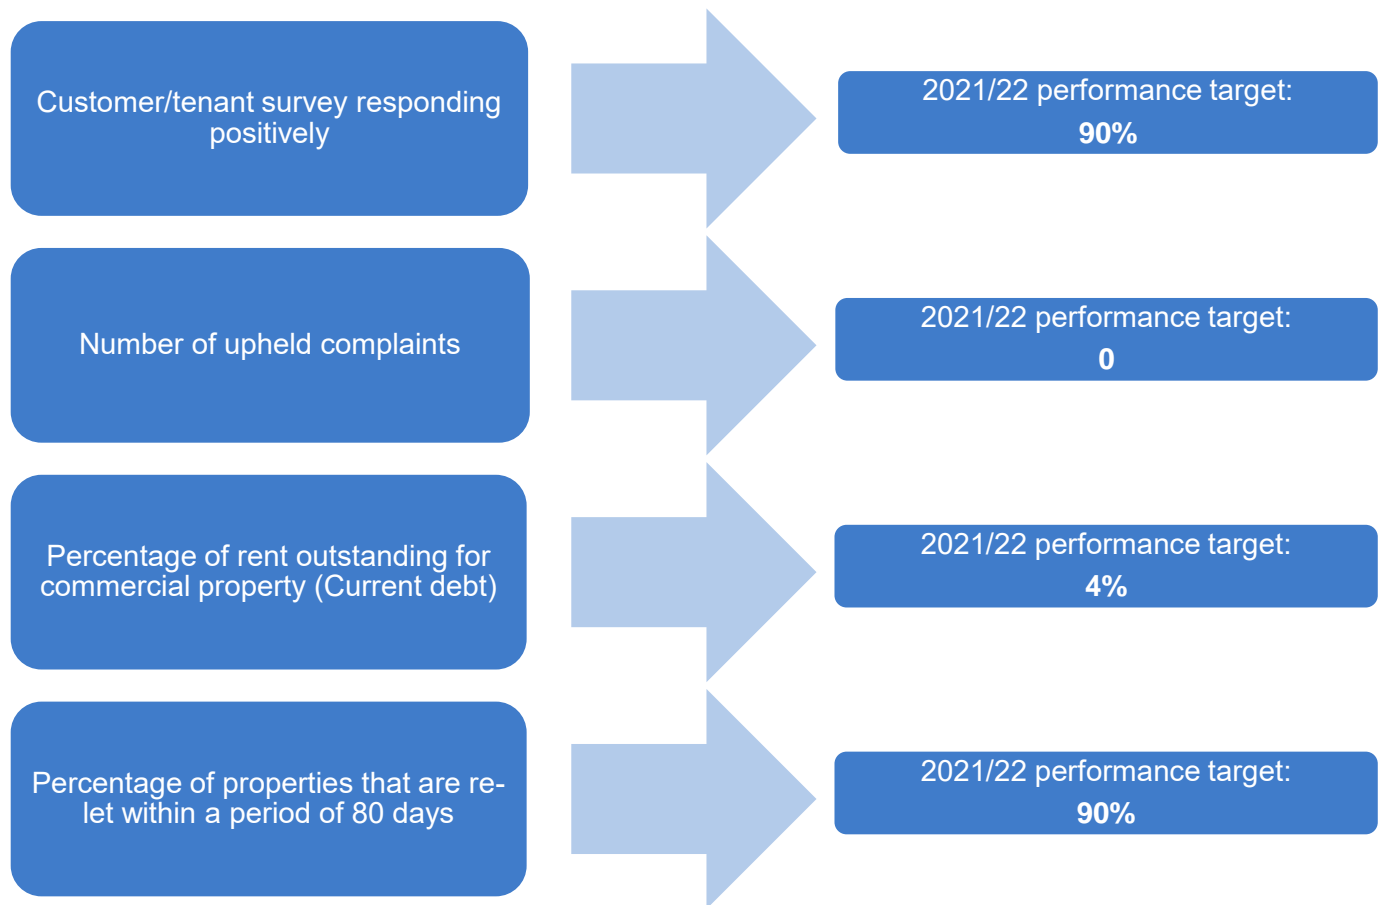 Customer/tenant survey responding
positively
2021/22 performance target:
90%
Number of upheld complaints
2021/22 performance target:
0
Percentage of rent outstanding for
commercial property (Current debt)
2021/22 performance target:
4%
Percentage of properties that are re-
let within a period of 80 days
2021/22 performance target:
90%